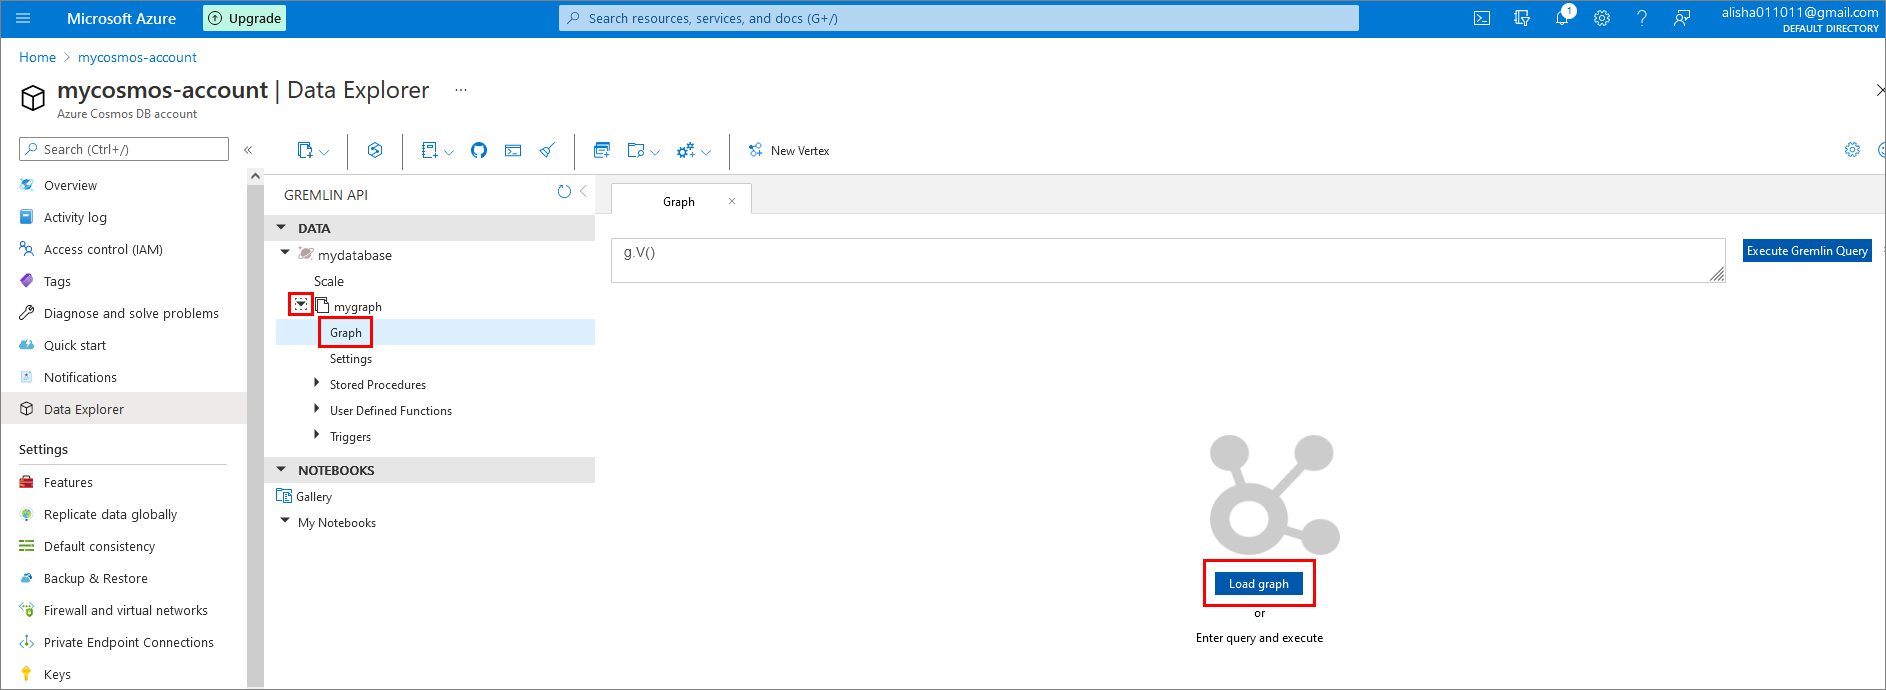 Microsoft Azure
Upgrade
Search resources, services, and docs (G+/)
1
alisha011011@gmail.com
DEFAULT DIRECTORY
Home > mycosmos-account
mycosmos-account | Data Explorer ...
Azure Cosmos DB account
Search (Ctrl+/)
«
New Vertex
Overview
Activity log
Access control (IAM)
Tags
Diagnose and solve problems
Quick start
Notifications
Data Explorer
Settings
Features
Replicate data globally
Default consistency
Backup & Restore
Firewall and virtual networks
Private Endpoint Connections
Keys
GREMLIN API
DATA
mydatabase
Scale
mygraph
Graph
Settings
Stored Procedures
User Defined Functions
Triggers
NOTEBOOKS
Gallery
My Notebooks
Graph
g.V()
Execute Gremlin Query
Load graph
or
Enter query and execute